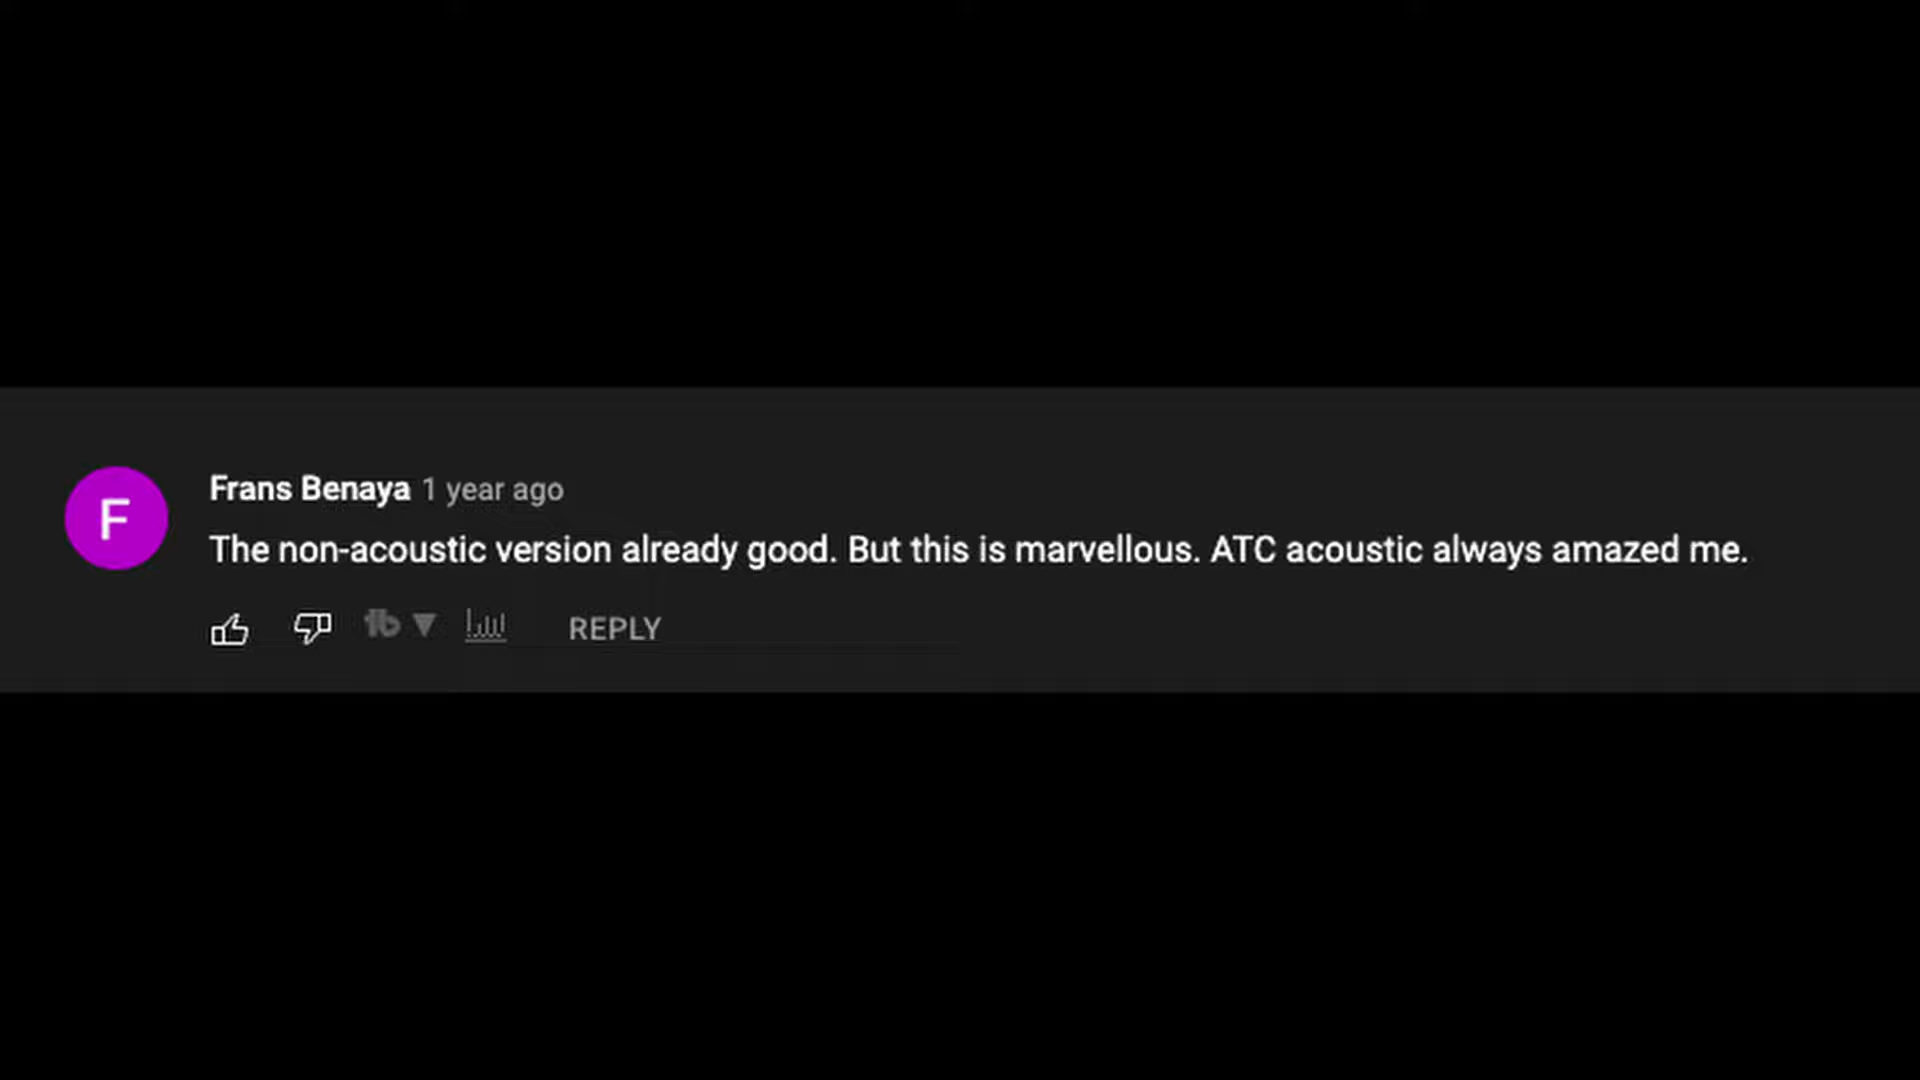 F
Frans Benaya 1 year ago
The non-acoustic version already good. But this is marvellous. ATC acoustic always amazed me.
tb
REPLY